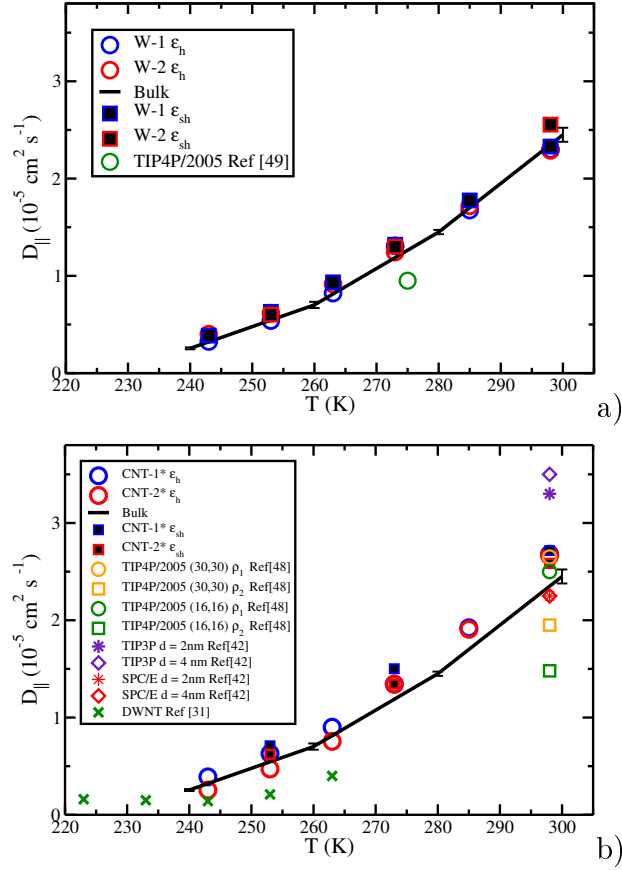 3
2
1
0
D|| (10-5 cm2 s-1)
W-1 εh
W-2 εh
Bulk
W-1 εsh
W-2 εsh
TIP4P/2005 Ref [49]
220 230 240 250 260 270 280 290 300
T (K)
a)
3
2
1
0
D|| (10-5 cm2 s-1)
CNT-1* εh
CNT-2* εh
Bulk
CNT-1* εsh
CNT-2* εsh
TIP4P/2005 (30,30) ρ1 Ref[48]
TIP4P/2005 (30,30) ρ2 Ref[48]
TIP4P/2005 (16,16) ρ1 Ref[48]
TIP4P/2005 (16,16) ρ2 Ref[48]
TIP3P d = 2nm Ref[42]
TIP3P d = 4 nm Ref[42]
SPC/E d = 2nm Ref[42]
SPC/E d = 4nm Ref[42]
DWNT Ref [31]
220 230 240 250 260 270 280 290 300
T (K)
b)